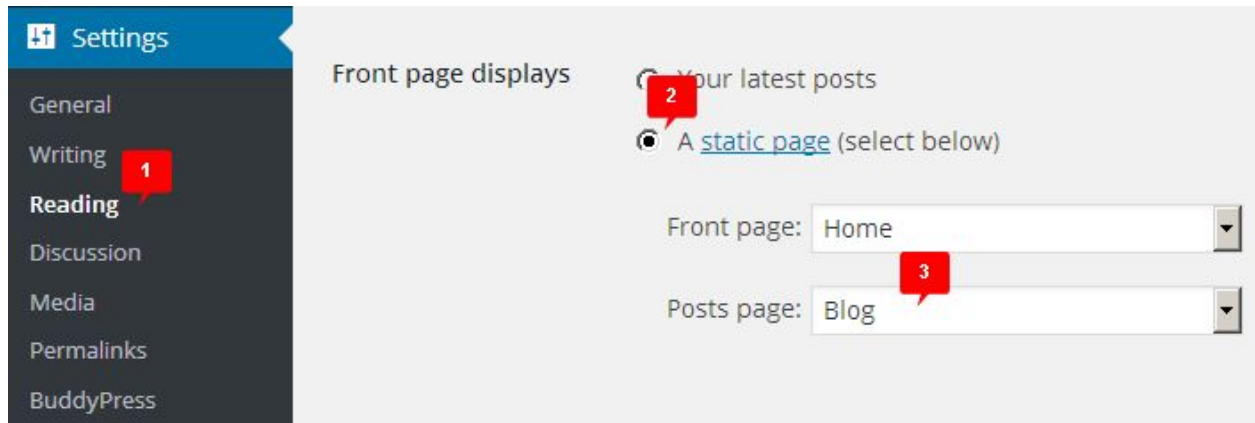 Settings
General
Writing
1
Reading
Discussion
Media
Permalinks
BuddyPress
Front page displays
Your latest posts
2
A static page (select below)
Front page: Home
3
Posts page: Blog